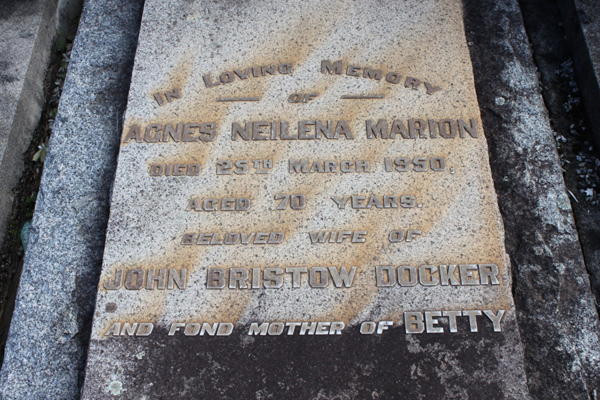 In Loving Memory
OF
AGNES NEILENA MARION
DIED 25TH MARCH 1950.
AGED 70 YEARS.
BELOVED WIFE OF
JOHN BRISTOW DOCKER
AND FOND MOTHER OF BETTY